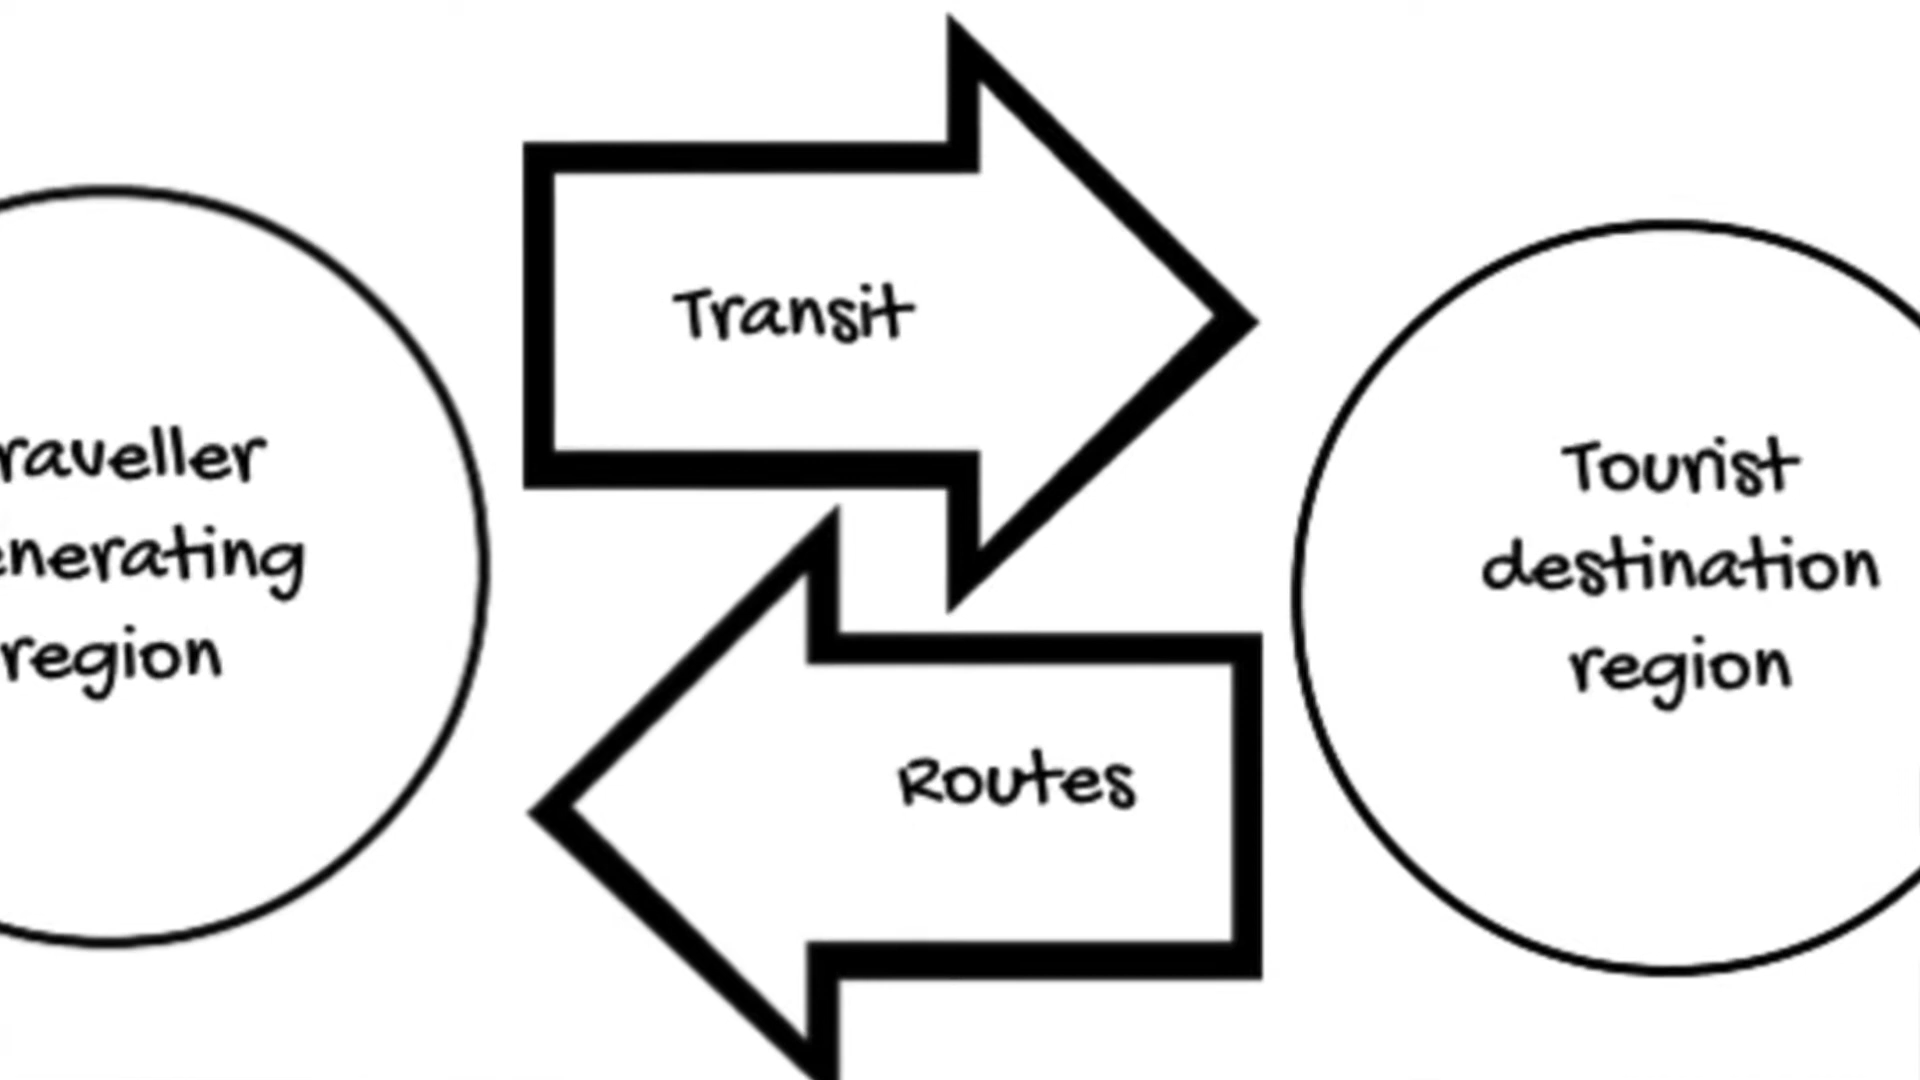 Transit
raveller
enerating
region
Tourist
destination
region
Routes